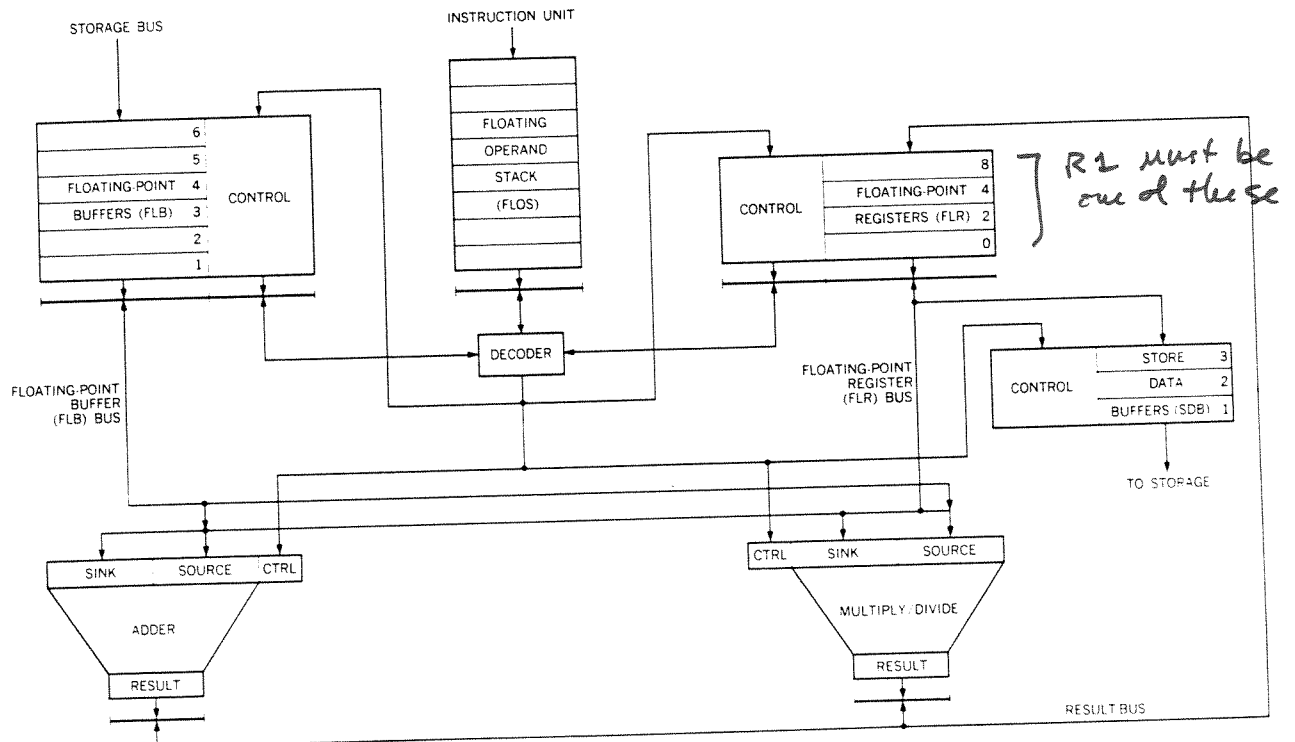 STORAGE BUS
INSTRUCTION UNIT
6
5
FLOATING-POINT 4
BUFFERS (FLB) 3
2
1
CONTROL
FLOATING
OPERAND
STACK
(FLOS)
CONTROL
8
FLOATING-POINT 4
REGISTERS (FLR) 2
0
R1 must be
one of these
DECODER
FLOATING-POINT
BUFFER
(FLB) BUS
FLOATING-POINT
REGISTER
(FLR) BUS
CONTROL
STORE 3
DATA 2
BUFFERS (SDB) 1
TO STORAGE
SINK SOURCE CTRL
ADDER
RESULT
CTRL SINK SOURCE
MULTIPLY/DIVIDE
RESULT
RESULT BUS